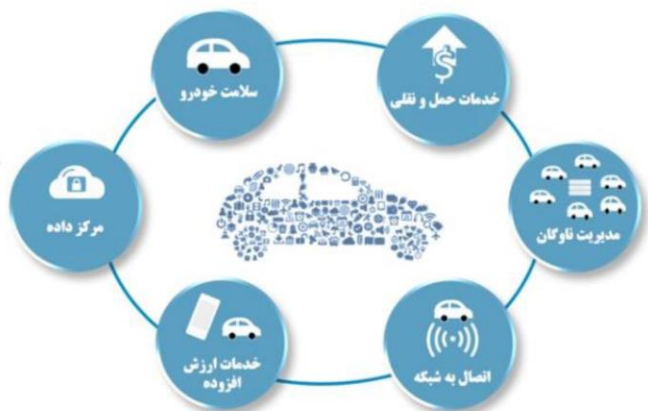 سلامت خودرو
خدمات حمل و نقلی
مدیریت ناوگان
اتصال به شبکه
خدمات ارزش
افزوده
مرکز داده